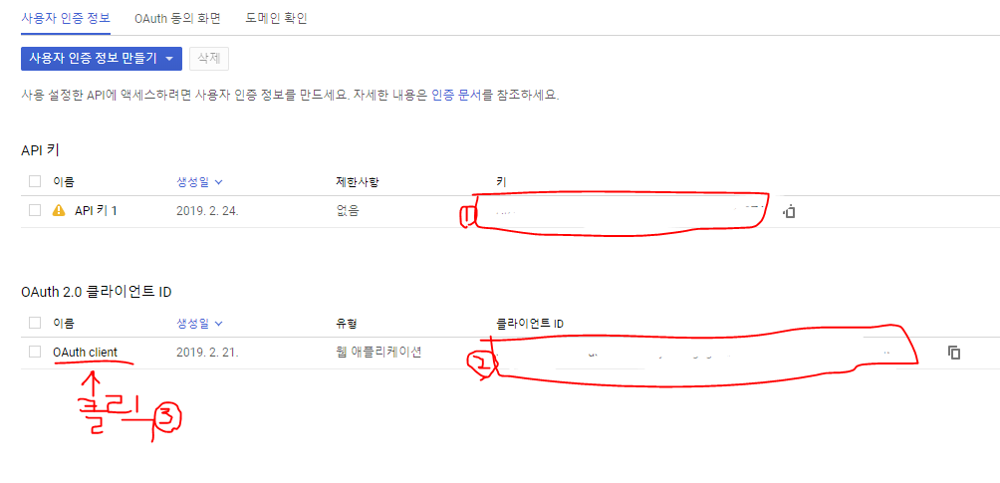 사용자 인증 정보 OAuth 동의 화면 도메인 확인
사용자 인증 정보 만들기 삭제
사용 설정한 API에 액세스하려면 사용자 인증 정보를 만드세요. 자세한 내용은 인증 문서를 참조하세요.
API 키
이름 생성일 제한사항 키
API 키 1 2019. 2. 24. 없음 ①
OAuth 2.0 클라이언트 ID
이름 생성일 유형 클라이언트 ID
OAuth client 2019. 2. 21. 웹 애플리케이션 ②
클릭 ③